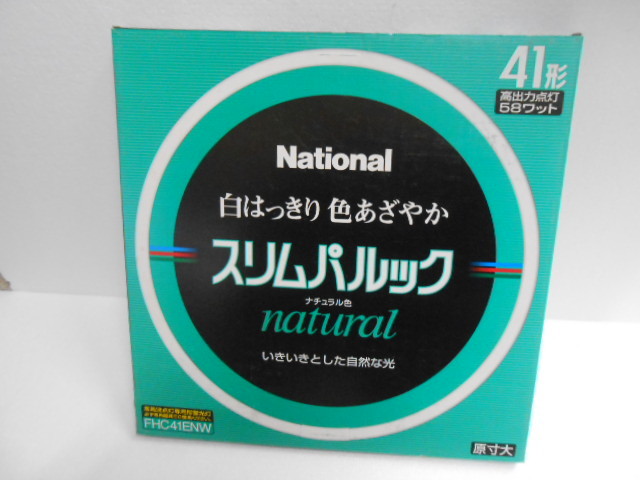 41形
高出力点灯
58ワット
National
白はっきり 色あざやか
スリムパルック
ナチュラル色
natural
いきいきとした自然な光
FHC41ENW
原寸大